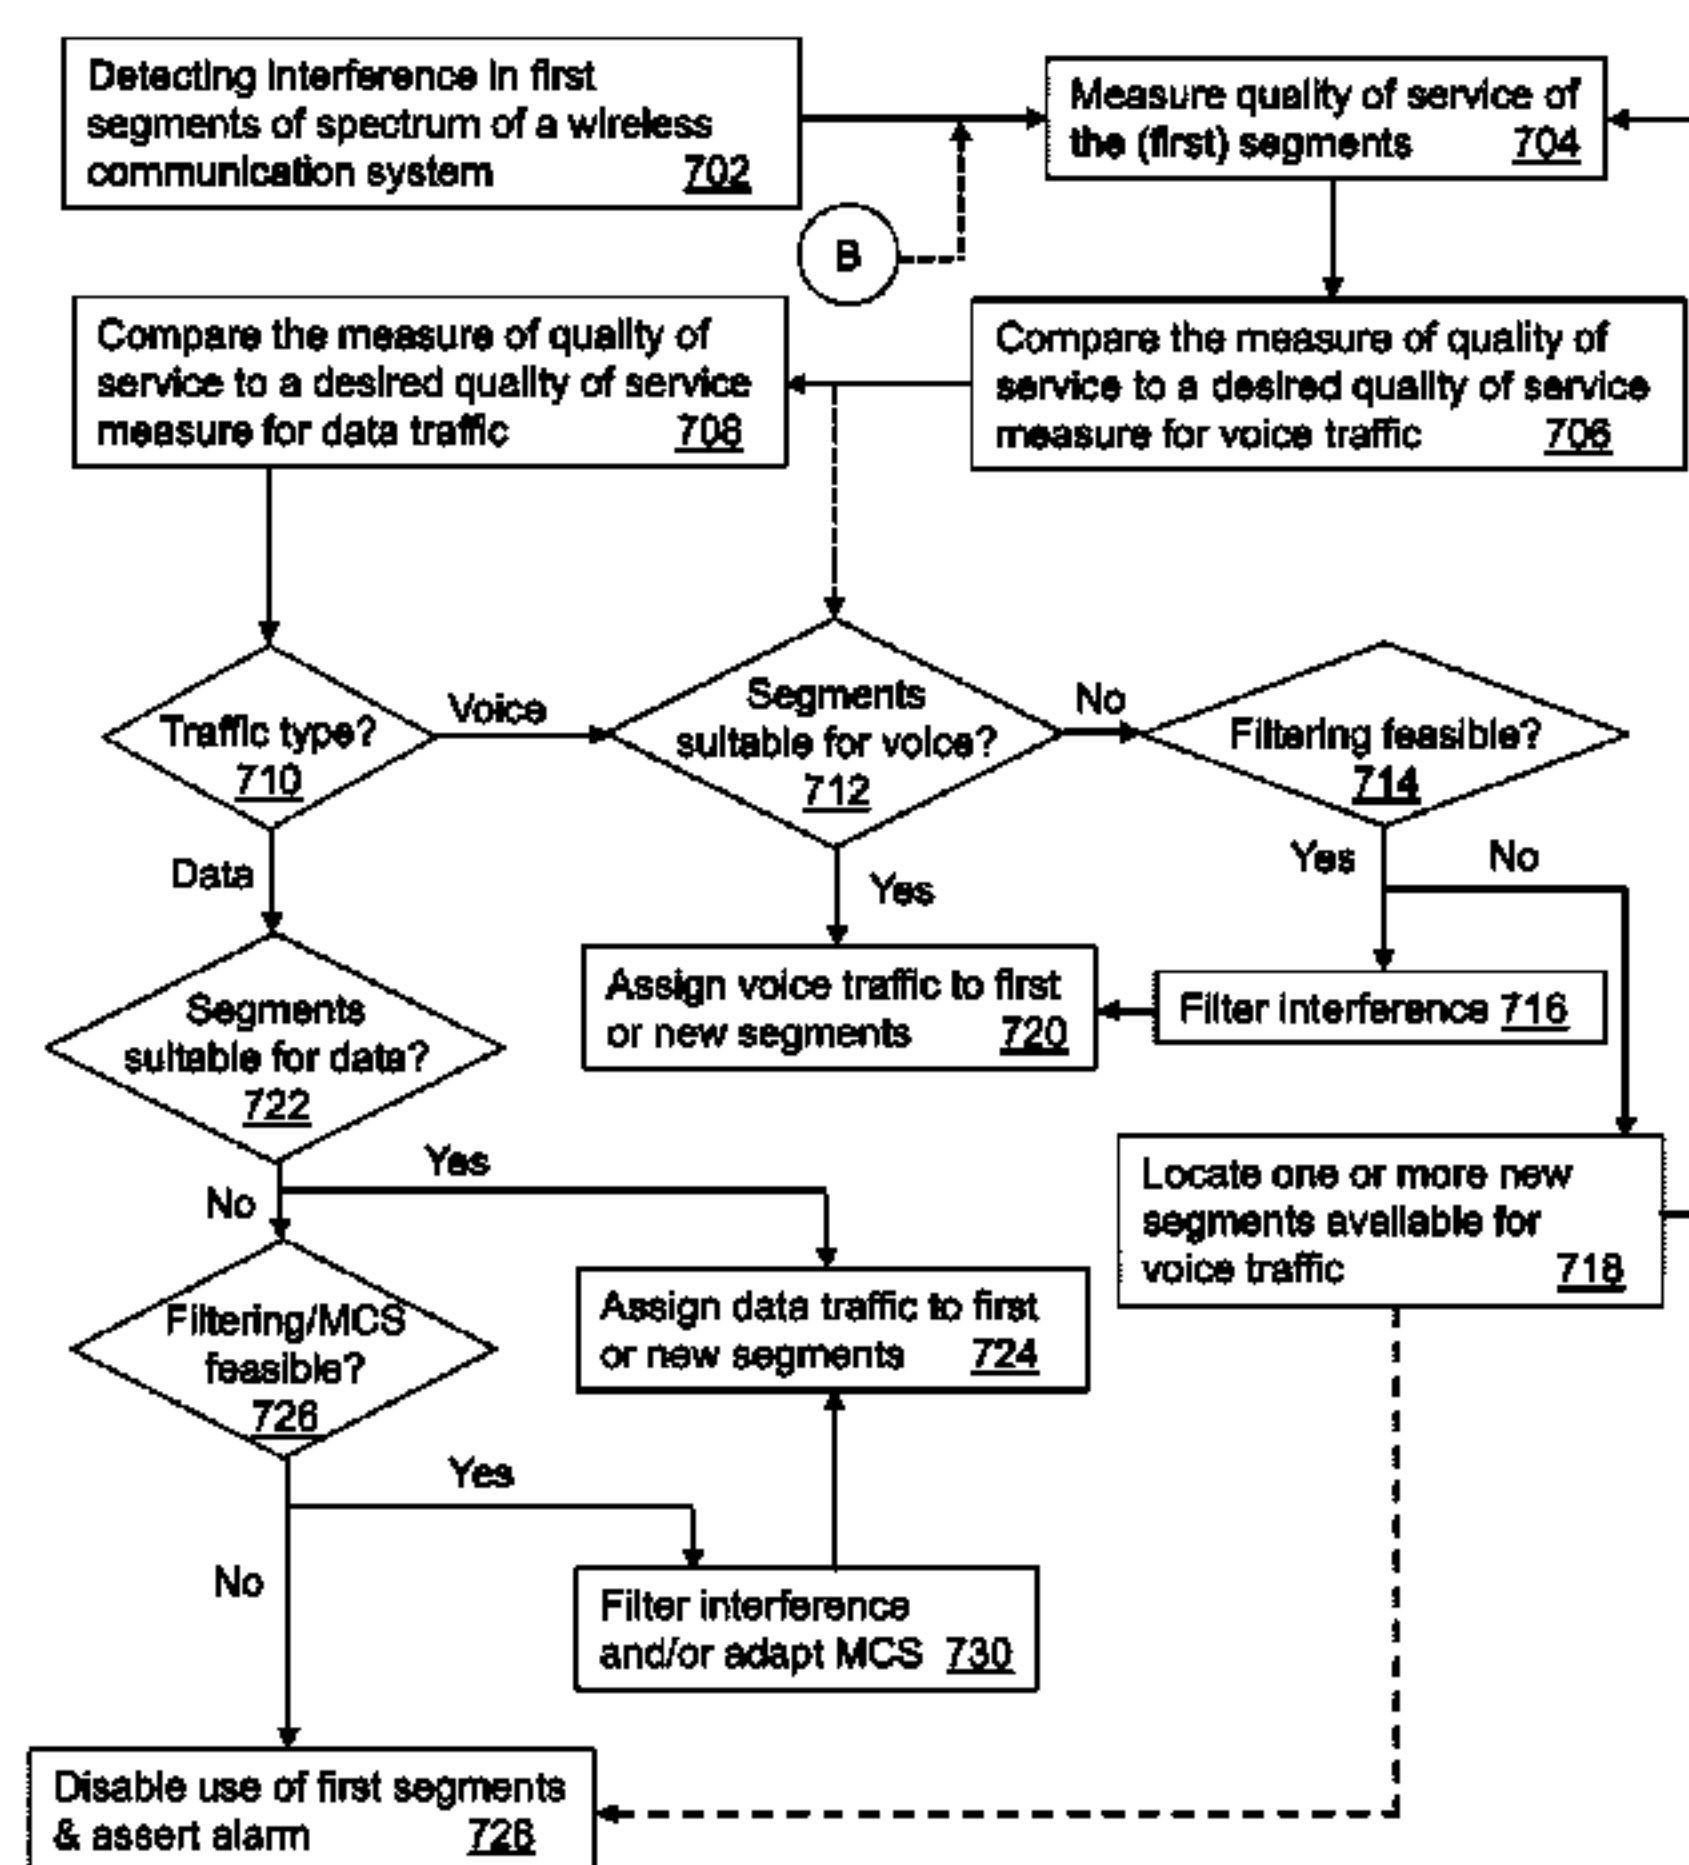 Detecting interference in first
segments of spectrum of a wireless
communication system 702
Measure quality of service of
the (first) segments 704
B
Compare the measure of quality of
service to a desired quality of service
measure for data traffic 708
Compare the measure of quality of
service to a desired quality of service
measure for voice traffic 706
Traffic type?
710
Voice
Segments
suitable for voice?
712
No
Filtering feasible?
714
Data
Yes
Yes
No
Segments
suitable for data?
722
Assign voice traffic to first
or new segments 720
Filter interference 716
Yes
No
Locate one or more new
segments available for
voice traffic 718
Filtering/MCS
feasible?
726
Assign data traffic to first
or new segments 724
Yes
No
Filter interference
and/or adapt MCS 730
Disable use of first segments
& assert alarm 728